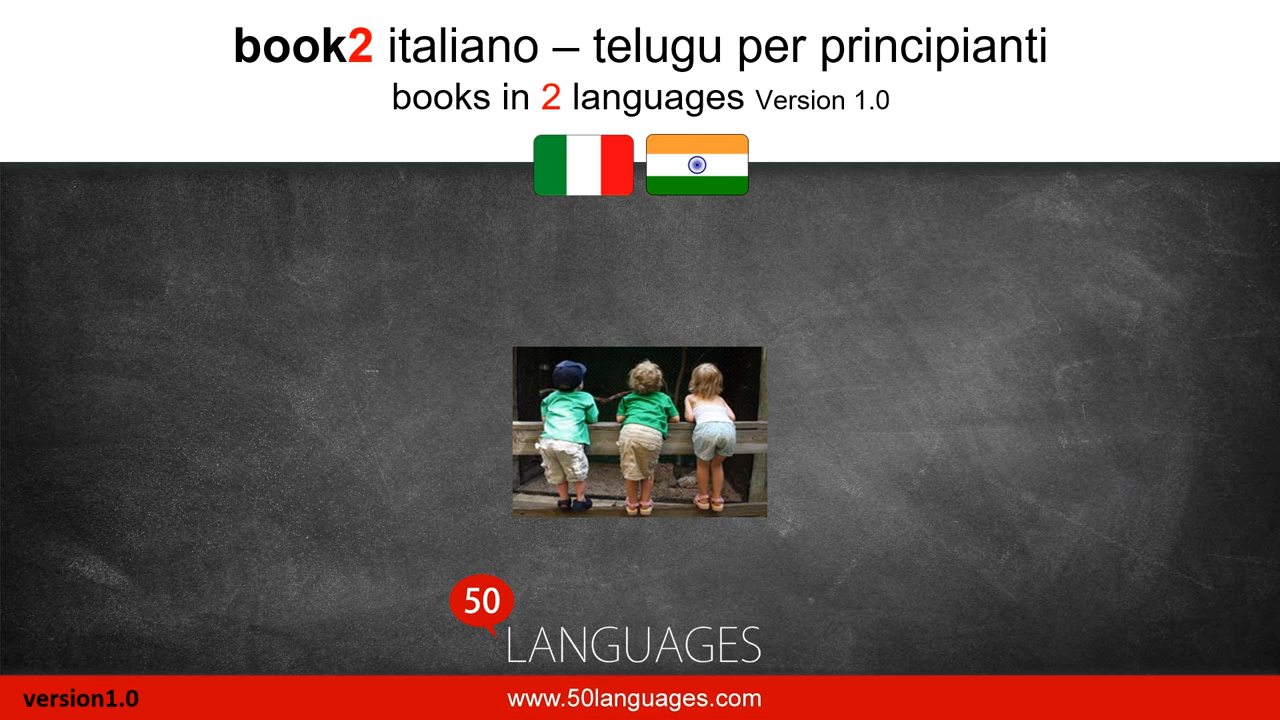 book2 italiano – telugu per principianti
books in 2 languages Version 1.0
50
LANGUAGES
version1.0
www.50languages.com